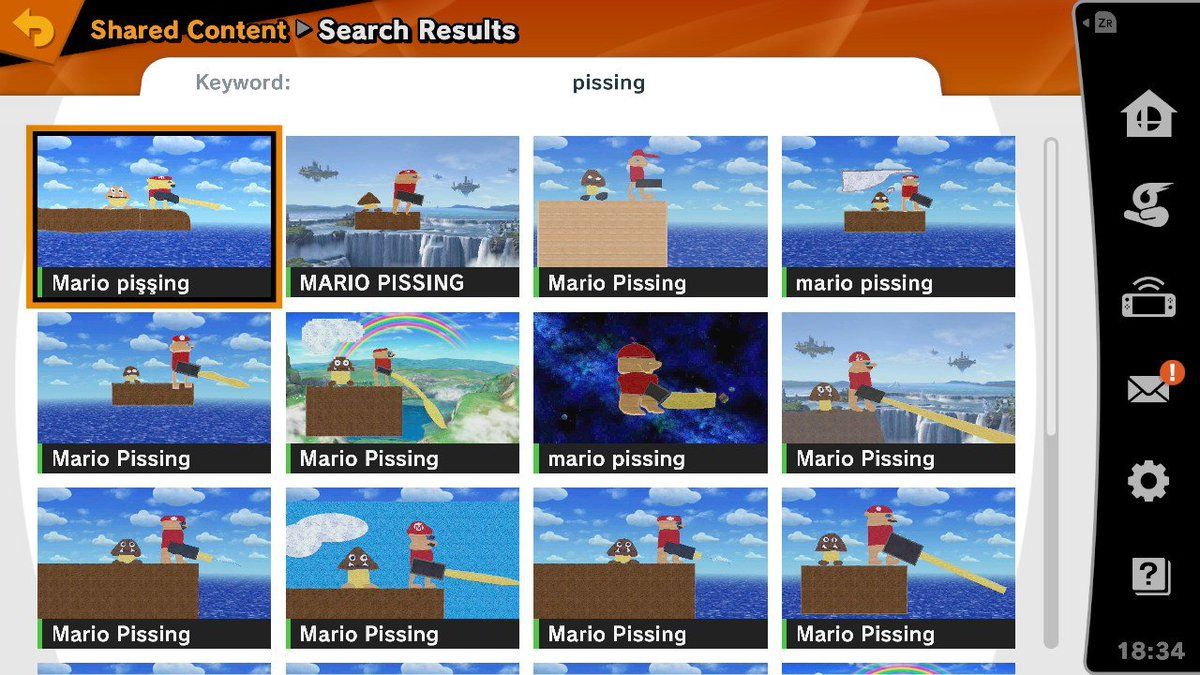 Shared Content ▶ Search Results
ZR
Keyword: pissing
Mario pişşing
MARIO PISSING
Mario Pissing
mario pissing
Mario Pissing
Mario Pissing
mario pissing
Mario Pissing
Mario Pissing
Mario Pissing
Mario Pissing
Mario Pissing
!
?
18:34